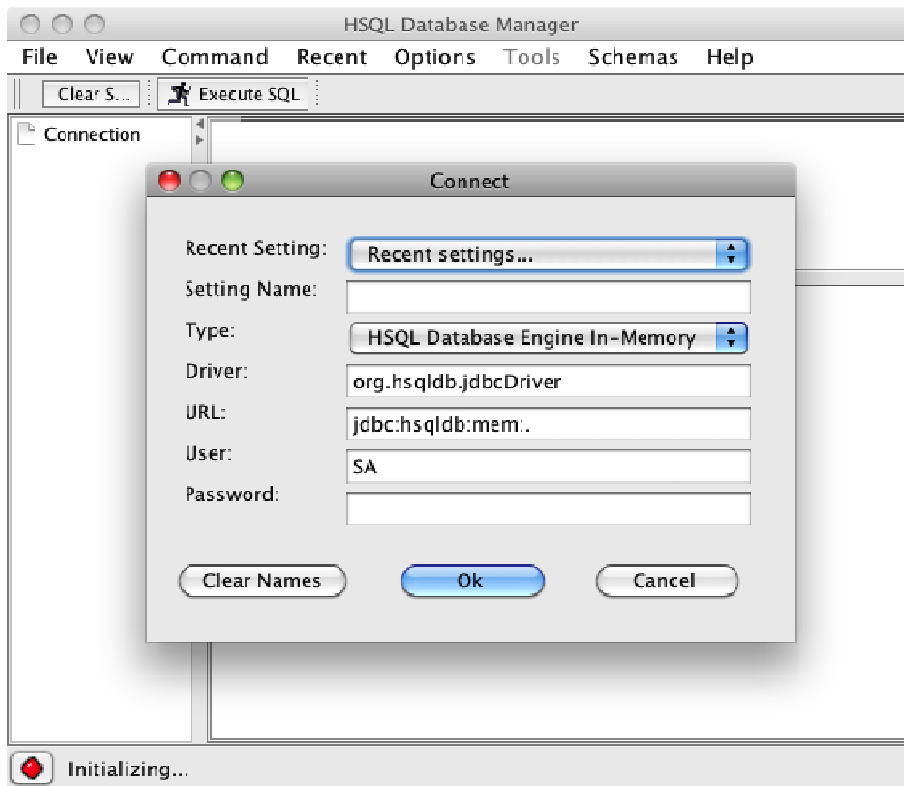 HSQL Database Manager
File View Command Recent Options Tools Schemas Help
Clear S... Execute SQL
Connection
Connect
Recent Setting: Recent settings...
Setting Name:
Type: HSQL Database Engine In-Memory
Driver: org.hsqldb.jdbcDriver
URL: jdbc:hsqldb:mem:.
User: SA
Password:
Clear Names Ok Cancel
Initializing...